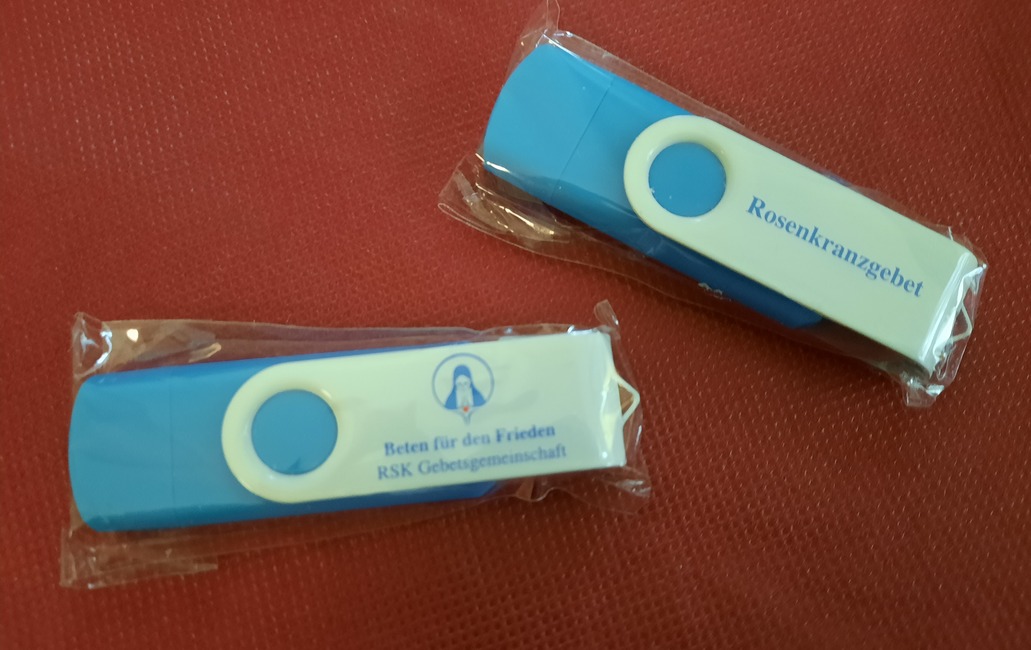 Rosenkranzgebet
Beten für den Frieden
RSK Gebetsgemeinschaft